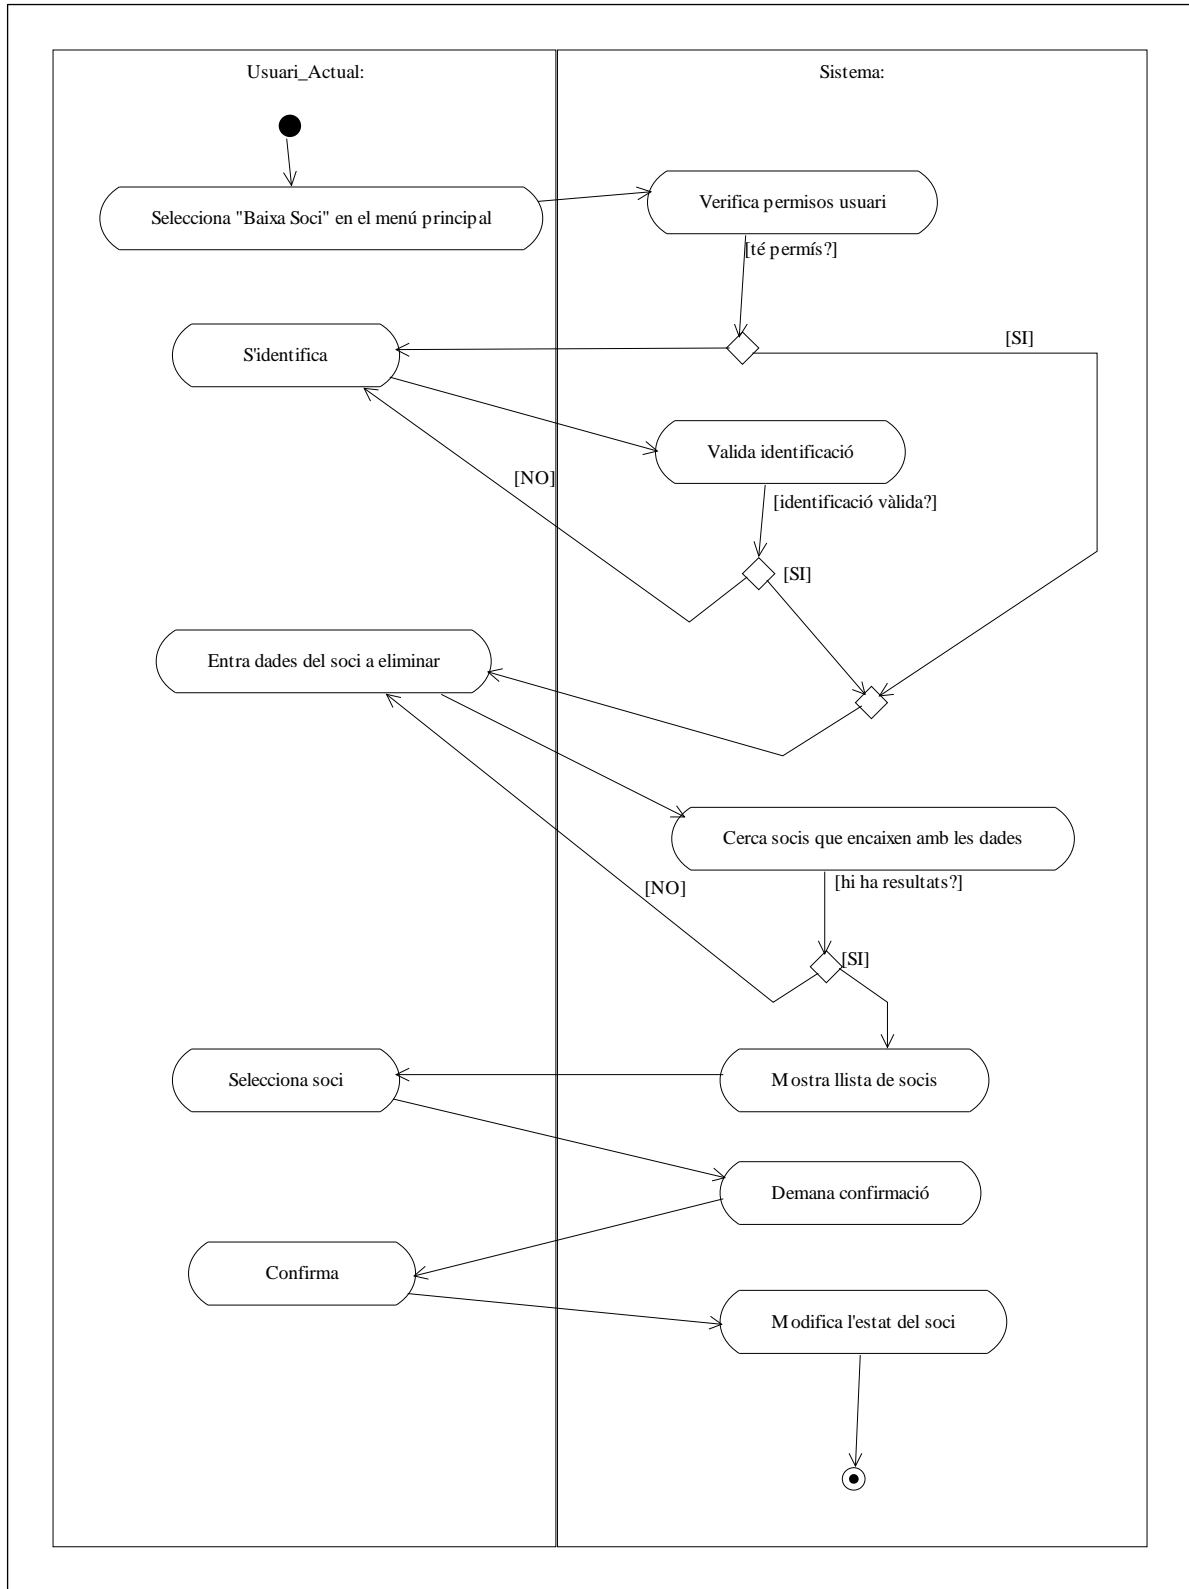 Usuari_Actual:
Sistema:
Selecciona "Baixa Soci" en el menú principal
Verifica permisos usuari
[té permís?]
S'identifica
[SI]
Valida identificació
[NO]
[identificació vàlida?]
[SI]
Entra dades del soci a eliminar
Cerca socis que encaixen amb les dades
[NO]
[hi ha resultats?]
[SI]
Selecciona soci
Mostra llista de socis
Demana confirmació
Confirma
Modifica l'estat del soci